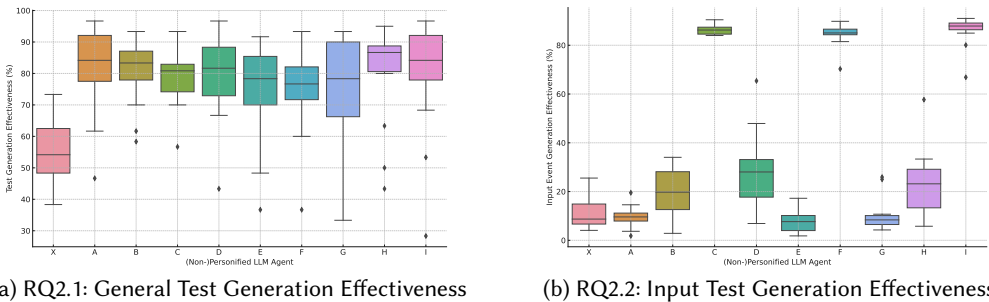 100
90
80
70
60
50
40
30
Test Generation Effectiveness (%)
X A B C D E F G H I
(Non-)Personified LLM Agent
80
60
40
20
0
Input Event Generation Effectiveness (%)
X A B C D E F G H I
(Non-)Personified LLM Agent
a) RQ2.1: General Test Generation Effectiveness
(b) RQ2.2: Input Test Generation Effectiveness